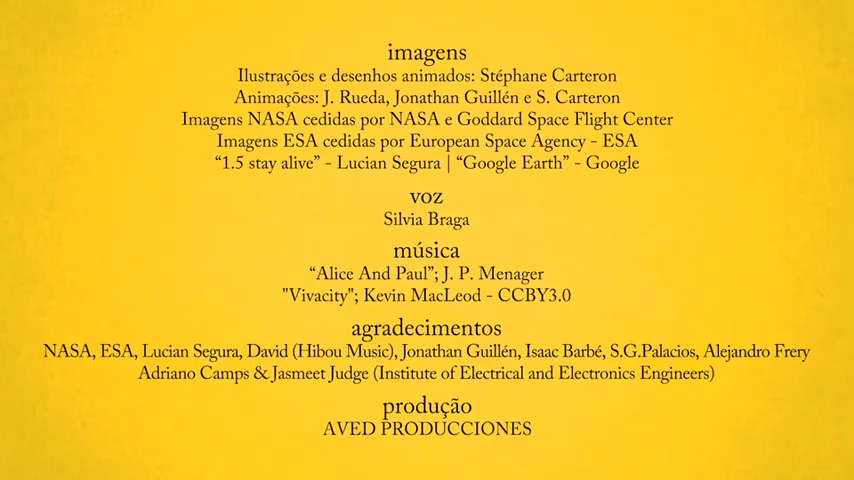 imagens
Ilustrações e desenhos animados: Stéphane Carteron
Animações: J. Rueda, Jonathan Guillén e S. Carteron
Imagens NASA cedidas por NASA e Goddard Space Flight Center
Imagens ESA cedidas por European Space Agency - ESA
“1.5 stay alive” - Lucian Segura | “Google Earth” - Google
voz
Silvia Braga
música
“Alice And Paul”; J. P. Menager
"Vivacity"; Kevin MacLeod - CCBY3.0
agradecimentos
NASA, ESA, Lucian Segura, David (Hibou Music), Jonathan Guillén, Isaac Barbé, S.G.Palacios, Alejandro Frery
Adriano Camps & Jasmeet Judge (Institute of Electrical and Electronics Engineers)
produção
AVED PRODUCCIONES